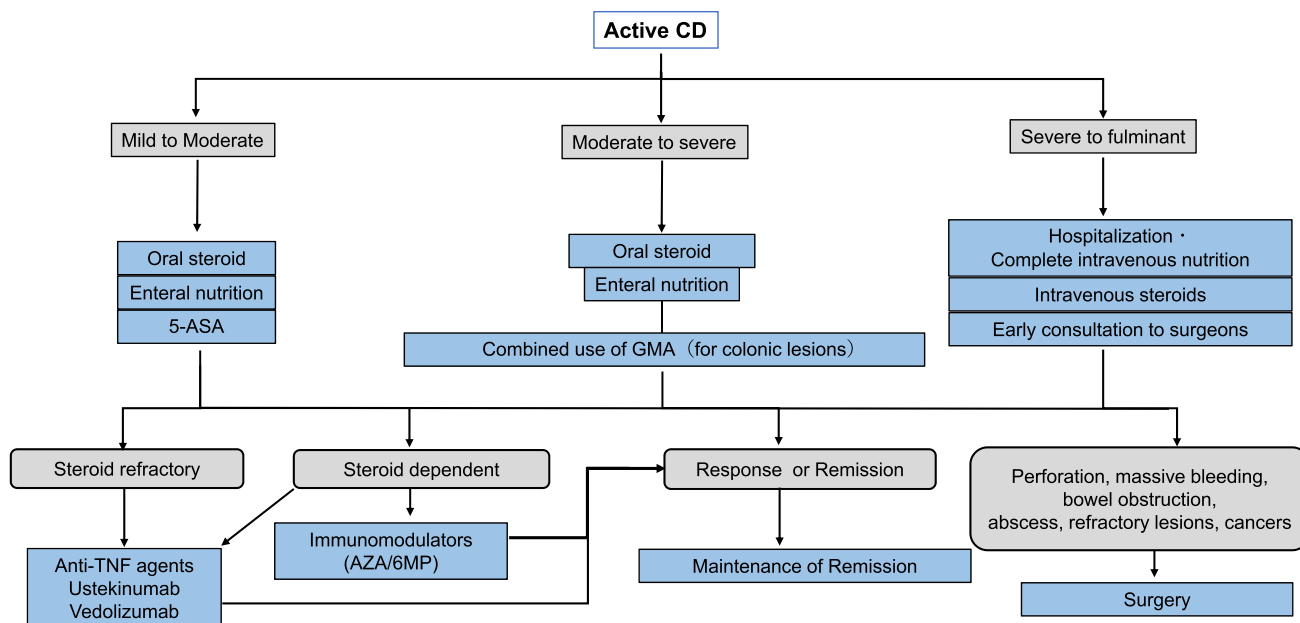 Active CD
Mild to Moderate
Moderate to severe
Severe to fulminant
Oral steroid
Enteral nutrition
5-ASA
Oral steroid
Enteral nutrition
Combined use of GMA（for colonic lesions）
Hospitalization・
Complete intravenous nutrition
Intravenous steroids
Early consultation to surgeons
Steroid refractory
Steroid dependent
Response or Remission
Perforation, massive bleeding,
bowel obstruction,
abscess, refractory lesions, cancers
Anti-TNF agents
Ustekinumab
Vedolizumab
Immunomodulators
(AZA/6MP)
Maintenance of Remission
Surgery